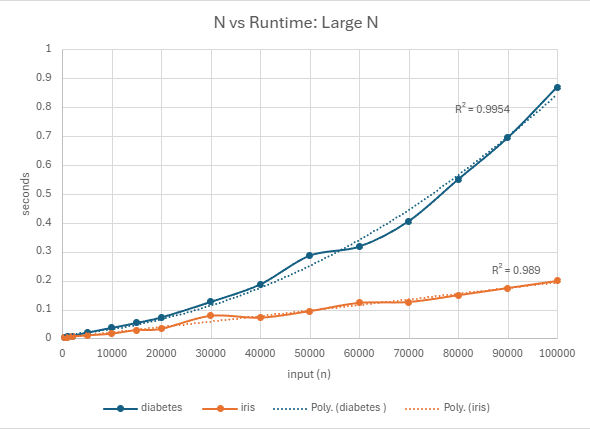 N vs Runtime: Large N
1
0.9
0.8
0.7
0.6
0.5
0.4
0.3
0.2
0.1
0
seconds
R² = 0.9954
R² = 0.989
0 10000 20000 30000 40000 50000 60000 70000 80000 90000 100000
input (n)
diabetes iris Poly. (diabetes ) Poly. (iris)